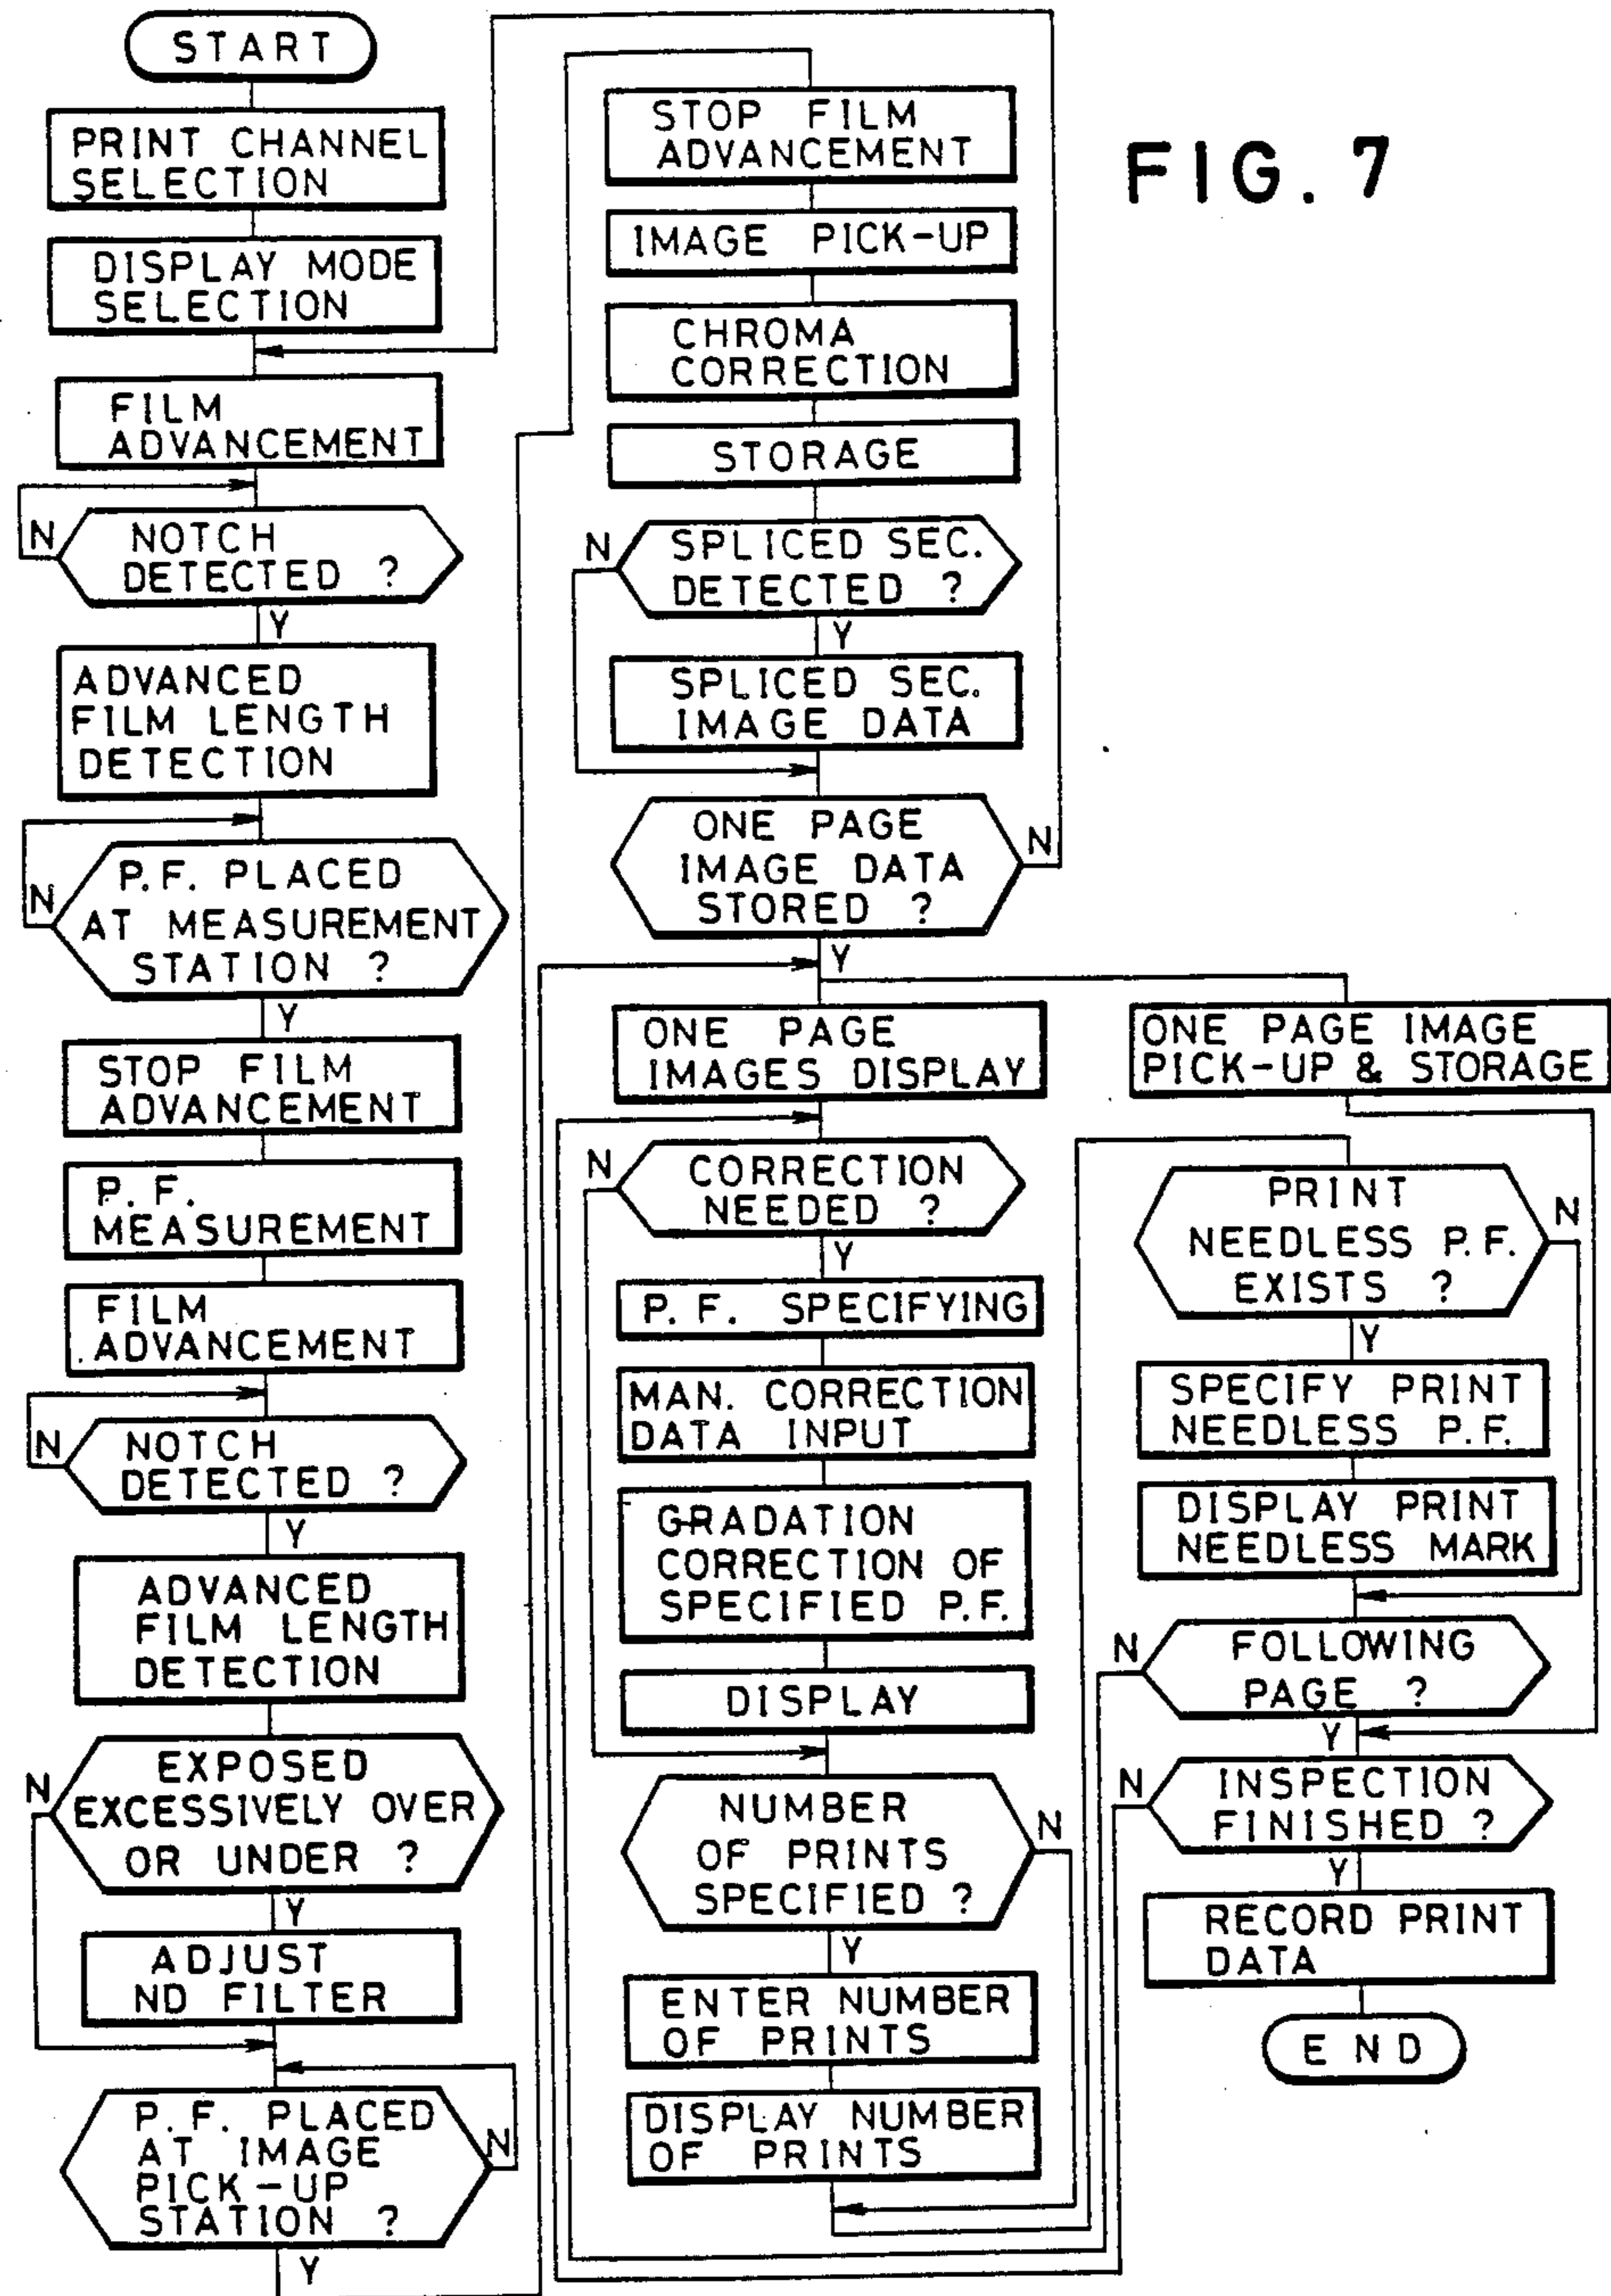 START
PRINT CHANNEL
SELECTION
DISPLAY MODE
SELECTION
FILM
ADVANCEMENT
N
NOTCH
DETECTED ?
Y
ADVANCED
FILM LENGTH
DETECTION
N
P.F. PLACED
AT MEASUREMENT
STATION ?
Y
STOP FILM
ADVANCEMENT
P.F.
MEASUREMENT
FILM
ADVANCEMENT
N
NOTCH
DETECTED ?
Y
ADVANCED
FILM LENGTH
DETECTION
N
EXPOSED
EXCESSIVELY OVER
OR UNDER ?
Y
ADJUST
ND FILTER
P.F. PLACED
AT IMAGE
PICK-UP
STATION ?
N
Y
STOP FILM
ADVANCEMENT
IMAGE PICK-UP
CHROMA
CORRECTION
STORAGE
N
SPLICED SEC.
DETECTED ?
Y
SPLICED SEC.
IMAGE DATA
ONE PAGE
IMAGE DATA
STORED ?
N
Y
ONE PAGE
IMAGES DISPLAY
N
CORRECTION
NEEDED ?
Y
P.F. SPECIFYING
MAN. CORRECTION
DATA INPUT
GRADATION
CORRECTION OF
SPECIFIED P.F.
DISPLAY
NUMBER
OF PRINTS
SPECIFIED ?
N
Y
ENTER NUMBER
OF PRINTS
DISPLAY NUMBER
OF PRINTS
FIG. 7
ONE PAGE IMAGE
PICK-UP & STORAGE
PRINT
NEEDLESS P.F.
EXISTS ?
N
Y
SPECIFY PRINT
NEEDLESS P.F.
DISPLAY PRINT
NEEDLESS MARK
N
FOLLOWING
PAGE ?
Y
N
INSPECTION
FINISHED ?
Y
RECORD PRINT
DATA
END